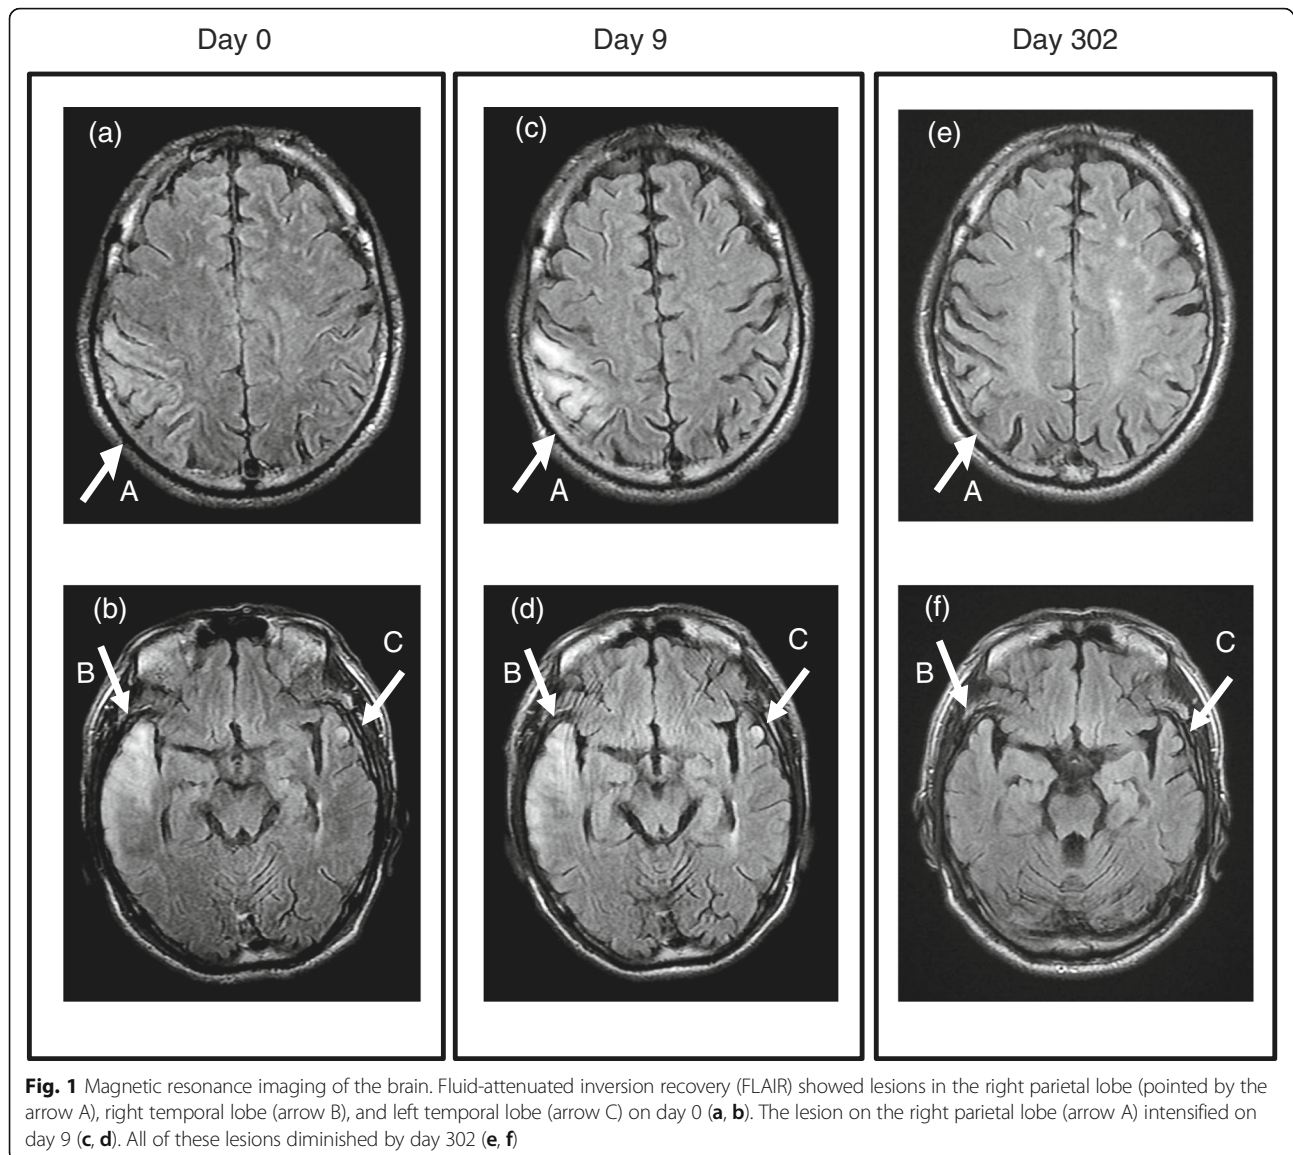 Day 0
Day 9
Day 302
(a)
(c)
(e)
A
A
A
(b)
(d)
(f)
B
C
B
C
B
C
Fig. 1 Magnetic resonance imaging of the brain. Fluid-attenuated inversion recovery (FLAIR) showed lesions in the right parietal lobe (pointed by the
arrow A), right temporal lobe (arrow B), and left temporal lobe (arrow C) on day 0 (a, b). The lesion on the right parietal lobe (arrow A) intensified on
day 9 (c, d). All of these lesions diminished by day 302 (e, f)